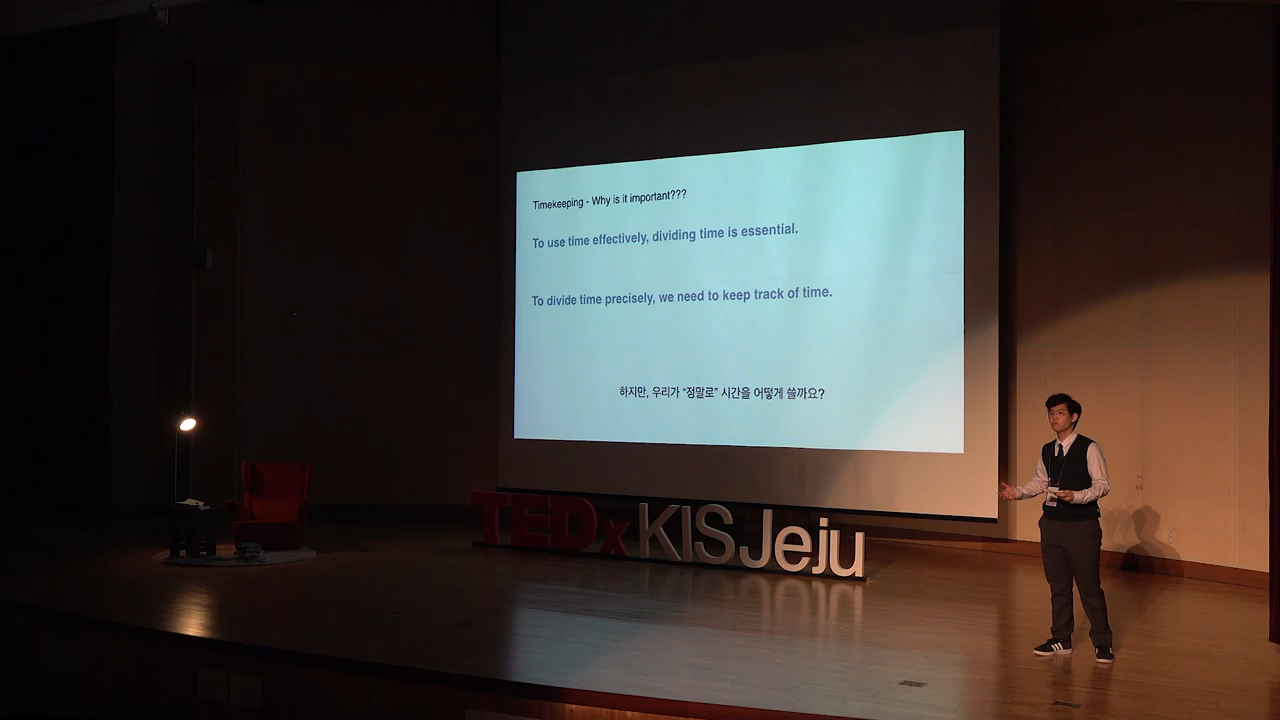 Timekeeping - Why is it important???
To use time effectively, dividing time is essential.
To divide time precisely, we need to keep track of time.
하지만, 우리가 “정말로” 시간을 어떻게 쓸까요?
TEDxKISJeju